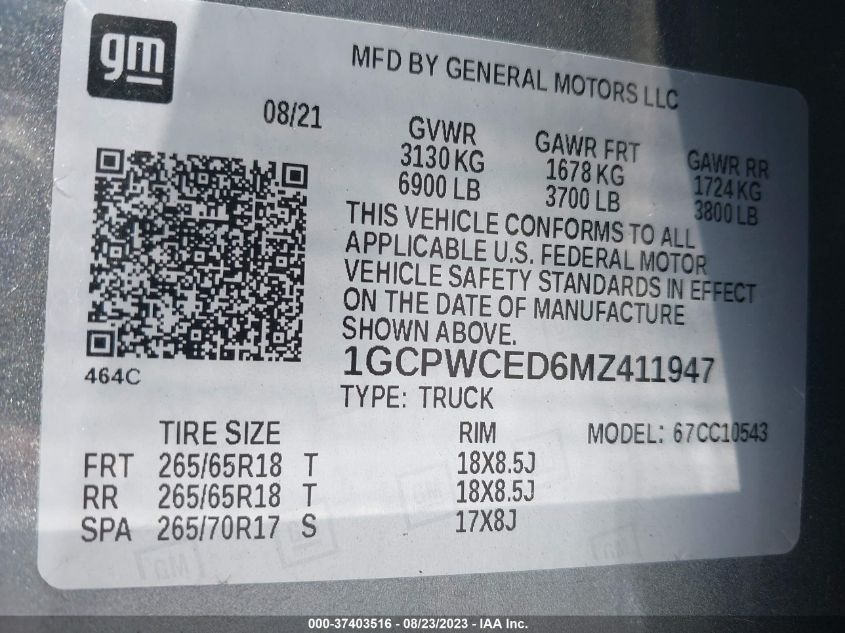 gm
MFD BY GENERAL MOTORS LLC
08/21
GVWR GAWR FRT GAWR RR
3130 KG 1678 KG 1724 KG
6900 LB 3700 LB 3800 LB
THIS VEHICLE CONFORMS TO ALL
APPLICABLE U.S. FEDERAL MOTOR
VEHICLE SAFETY STANDARDS IN EFFECT
ON THE DATE OF MANUFACTURE
SHOWN ABOVE.
1GCPWCED6MZ411947
464C
TYPE: TRUCK
TIRE SIZE RIM MODEL: 67CC10543
FRT 265/65R18 T 18X8.5J
RR 265/65R18 T 18X8.5J
SPA 265/70R17 S 17X8J
000-37403516 - 08/23/2023 - IAA Inc.